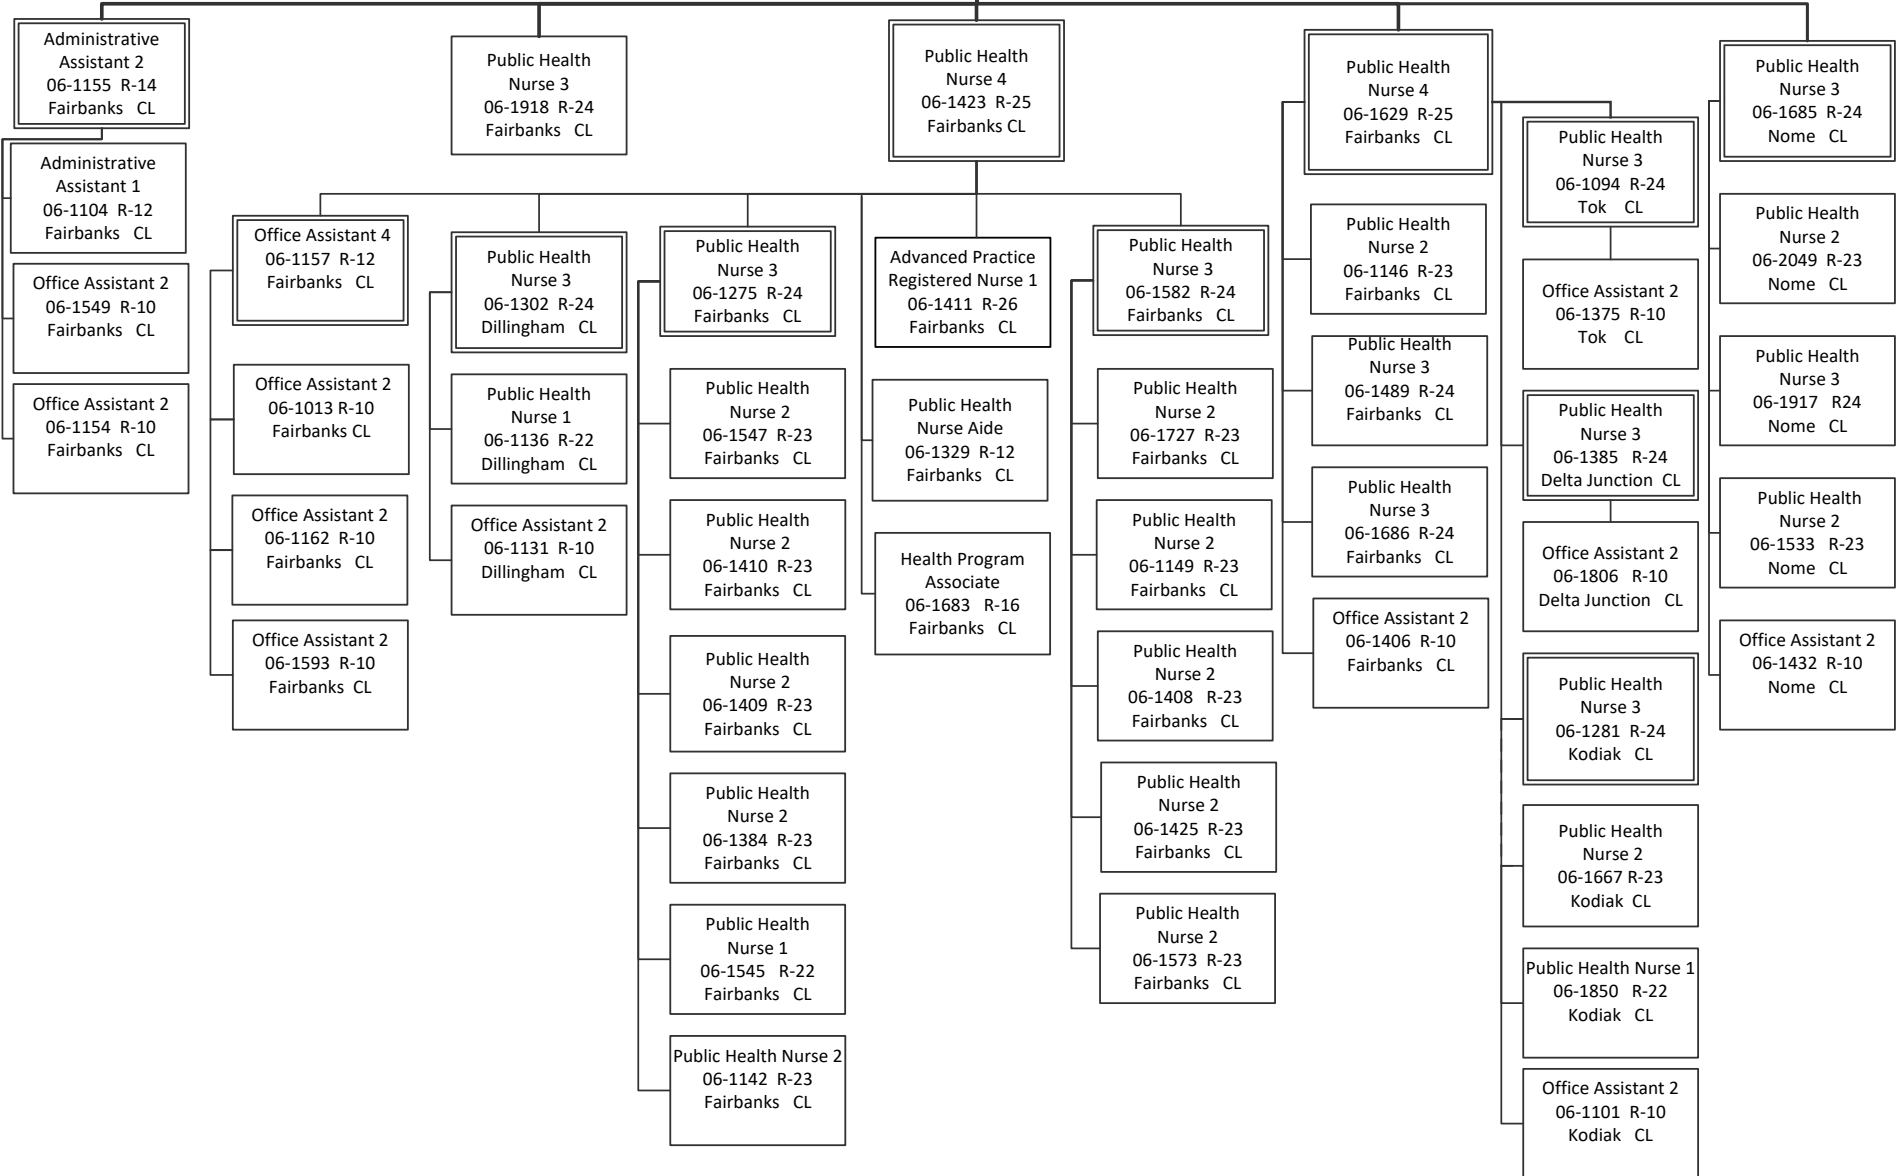 Administrative
Assistant 2
06-1155 R-14
Fairbanks CL
Administrative
Assistant 1
06-1104 R-12
Fairbanks CL
Office Assistant 2
06-1549 R-10
Fairbanks CL
Office Assistant 2
06-1154 R-10
Fairbanks CL
Public Health
Nurse 3
06-1918 R-24
Fairbanks CL
Public Health
Nurse 4
06-1423 R-25
Fairbanks CL
Office Assistant 4
06-1157 R-12
Fairbanks CL
Office Assistant 2
06-1013 R-10
Fairbanks CL
Office Assistant 2
06-1162 R-10
Fairbanks CL
Office Assistant 2
06-1593 R-10
Fairbanks CL
Public Health
Nurse 3
06-1302 R-24
Dillingham CL
Public Health
Nurse 1
06-1136 R-22
Dillingham CL
Office Assistant 2
06-1131 R-10
Dillingham CL
Public Health
Nurse 3
06-1275 R-24
Fairbanks CL
Public Health
Nurse 2
06-1547 R-23
Fairbanks CL
Public Health
Nurse 2
06-1410 R-23
Fairbanks CL
Public Health
Nurse 2
06-1409 R-23
Fairbanks CL
Public Health
Nurse 2
06-1384 R-23
Fairbanks CL
Public Health
Nurse 1
06-1545 R-22
Fairbanks CL
Public Health Nurse 2
06-1142 R-23
Fairbanks CL
Advanced Practice
Registered Nurse 1
06-1411 R-26
Fairbanks CL
Public Health
Nurse Aide
06-1329 R-12
Fairbanks CL
Health Program
Associate
06-1683 R-16
Fairbanks CL
Public Health
Nurse 3
06-1582 R-24
Fairbanks CL
Public Health
Nurse 2
06-1727 R-23
Fairbanks CL
Public Health
Nurse 2
06-1149 R-23
Fairbanks CL
Public Health
Nurse 2
06-1408 R-23
Fairbanks CL
Public Health
Nurse 2
06-1425 R-23
Fairbanks CL
Public Health
Nurse 2
06-1573 R-23
Fairbanks CL
Public Health
Nurse 4
06-1629 R-25
Fairbanks CL
Public Health
Nurse 2
06-1146 R-23
Fairbanks CL
Public Health
Nurse 3
06-1489 R-24
Fairbanks CL
Public Health
Nurse 3
06-1686 R-24
Fairbanks CL
Office Assistant 2
06-1406 R-10
Fairbanks CL
Public Health
Nurse 3
06-1094 R-24
Tok CL
Office Assistant 2
06-1375 R-10
Tok CL
Public Health
Nurse 3
06-1385 R-24
Delta Junction CL
Office Assistant 2
06-1806 R-10
Delta Junction CL
Public Health
Nurse 3
06-1281 R-24
Kodiak CL
Public Health
Nurse 2
06-1667 R-23
Kodiak CL
Public Health Nurse 1
06-1850 R-22
Kodiak CL
Office Assistant 2
06-1101 R-10
Kodiak CL
Public Health
Nurse 3
06-1685 R-24
Nome CL
Public Health
Nurse 2
06-2049 R-23
Nome CL
Public Health
Nurse 3
06-1917 R24
Nome CL
Public Health
Nurse 2
06-1533 R-23
Nome CL
Office Assistant 2
06-1432 R-10
Nome CL